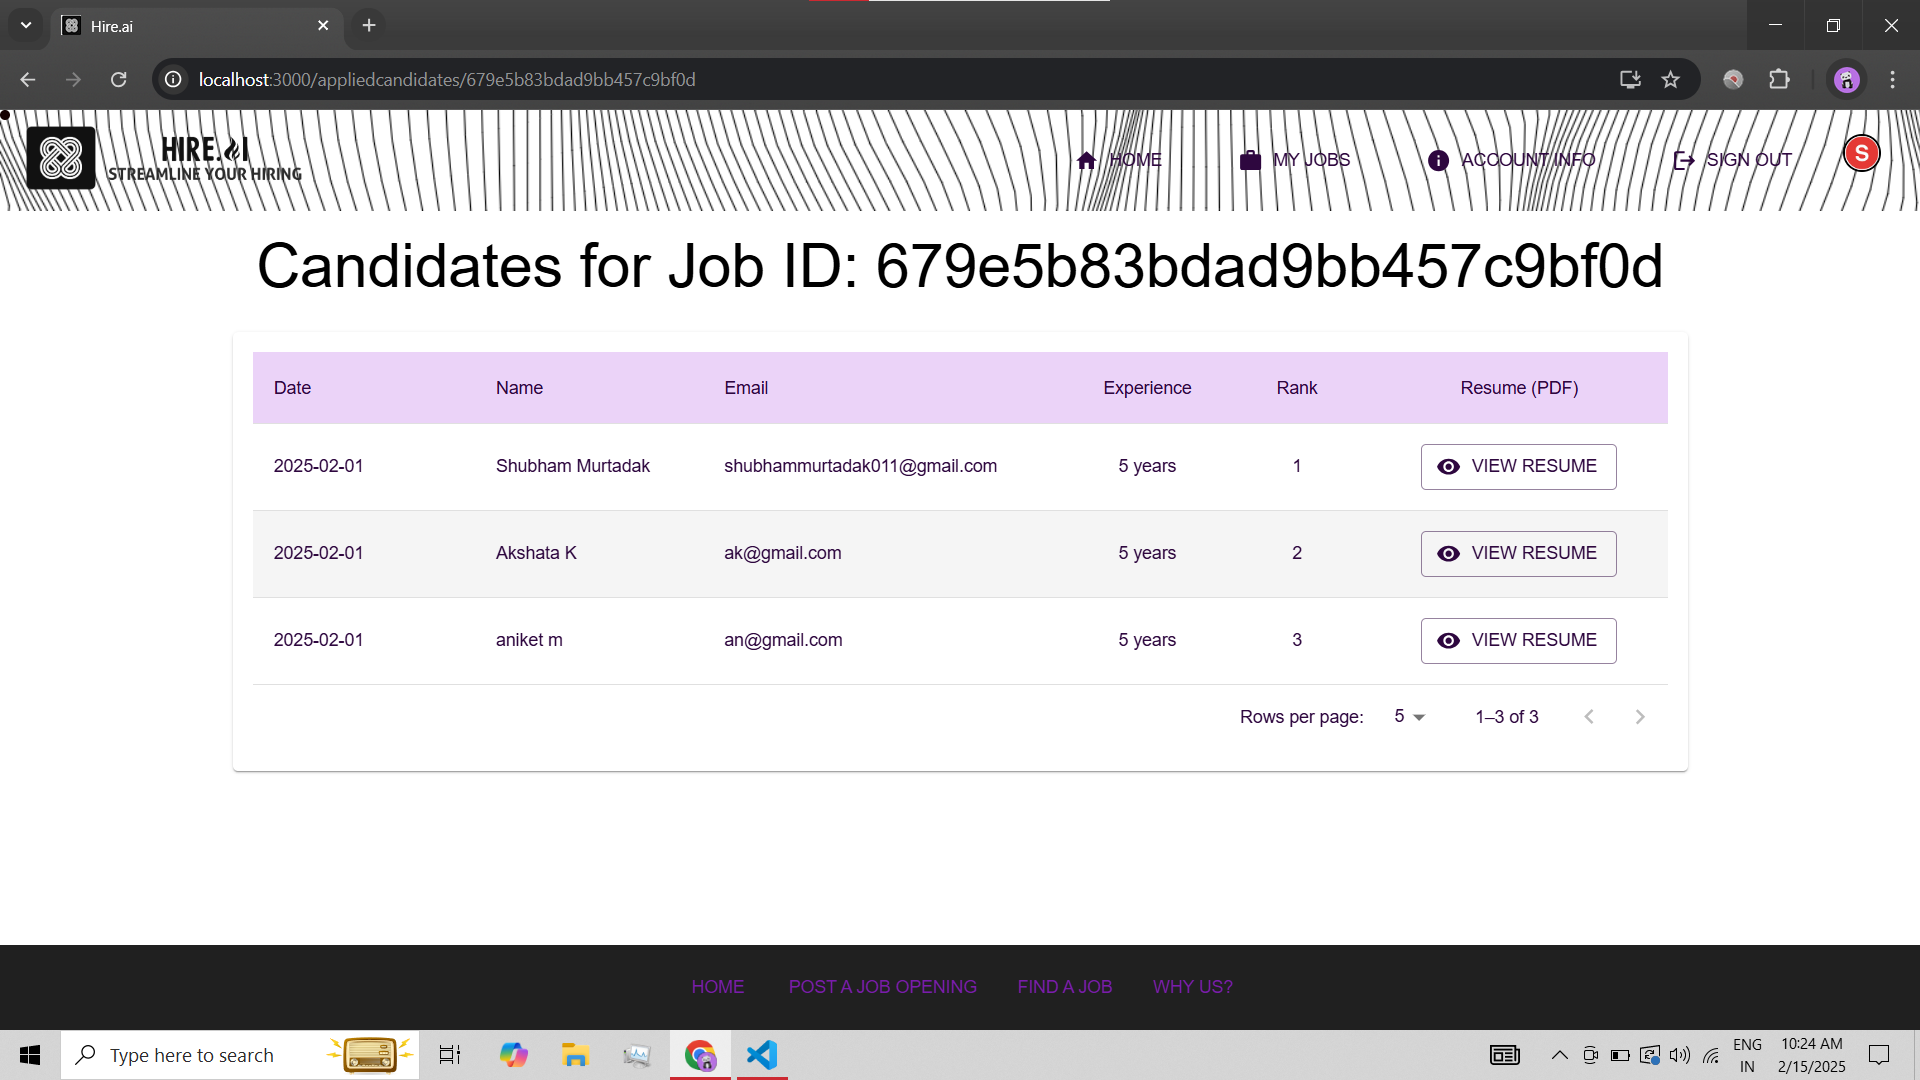 Hire.ai
localhost:3000/appliedcandidates/679e5b83bdad9bb457c9bf0d
HIRE.AI
STREAMLINE YOUR HIRING
HOME MY JOBS ACCOUNT INFO SIGN OUT S
Candidates for Job ID: 679e5b83bdad9bb457c9bf0d
Date Name Email Experience Rank Resume (PDF)
2025-02-01 Shubham Murtadak shubhammurtadak011@gmail.com 5 years 1 VIEW RESUME
2025-02-01 Akshata K ak@gmail.com 5 years 2 VIEW RESUME
2025-02-01 aniket m an@gmail.com 5 years 3 VIEW RESUME
Rows per page: 5 1–3 of 3
HOME POST A JOB OPENING FIND A JOB WHY US?
Type here to search
ENG
IN
10:24 AM
2/15/2025